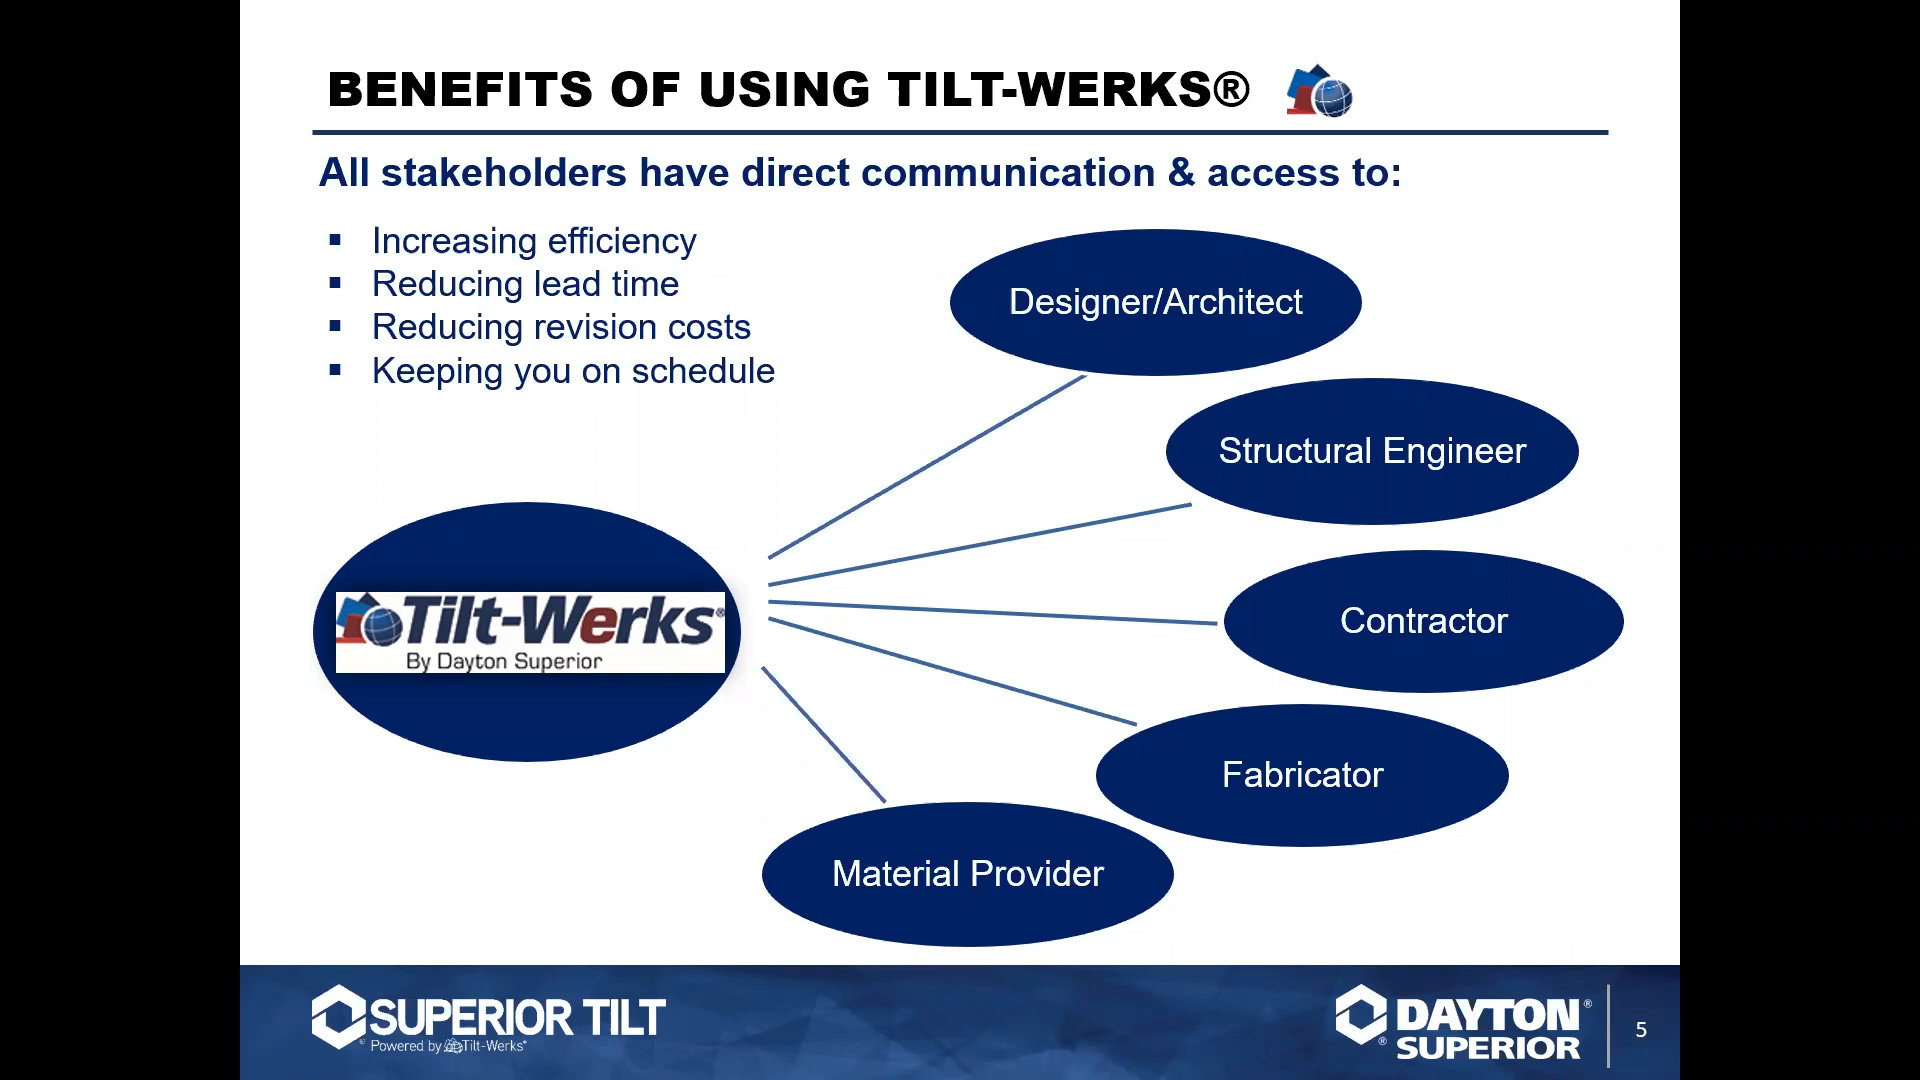 BENEFITS OF USING TILT-WERKS®
All stakeholders have direct communication & access to:
Increasing efficiency
Reducing lead time
Reducing revision costs
Keeping you on schedule
Designer/Architect
Structural Engineer
Contractor
Fabricator
Material Provider
Tilt-Werks®
By Dayton Superior
SUPERIOR TILT
Powered by Tilt-Werks®
DAYTON®
SUPERIOR
5